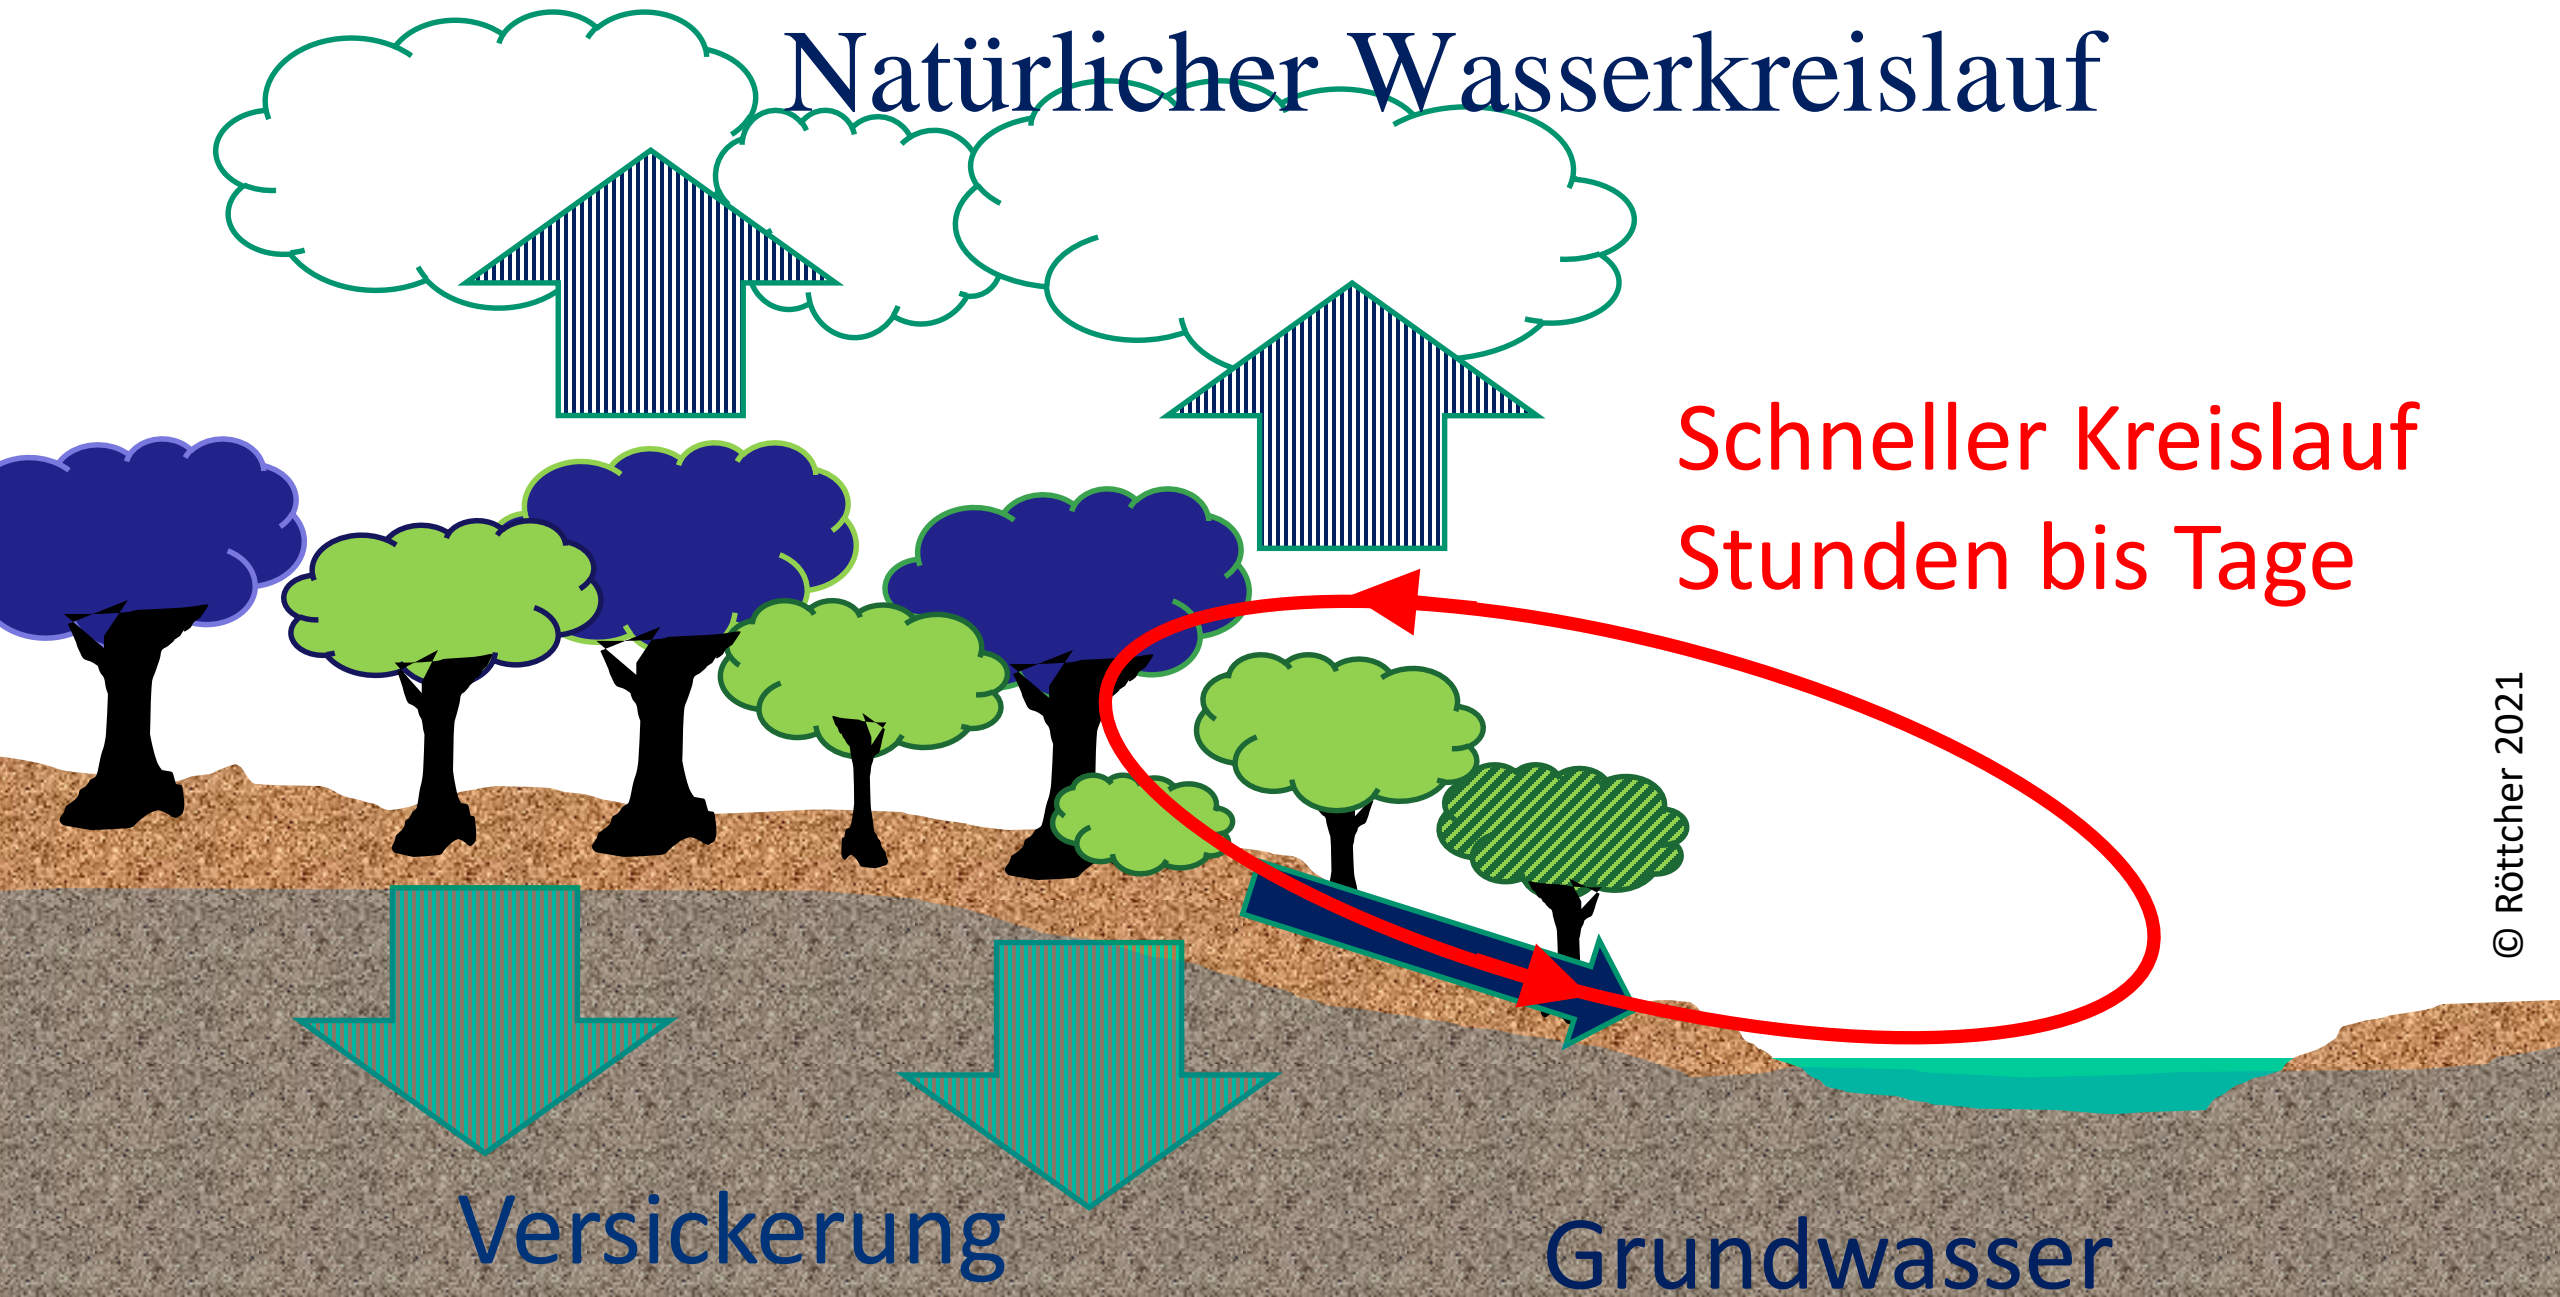 Natürlicher Wasserkreislauf
Schneller Kreislauf
Stunden bis Tage
© Röttcher 2021
Versickerung
Grundwasser